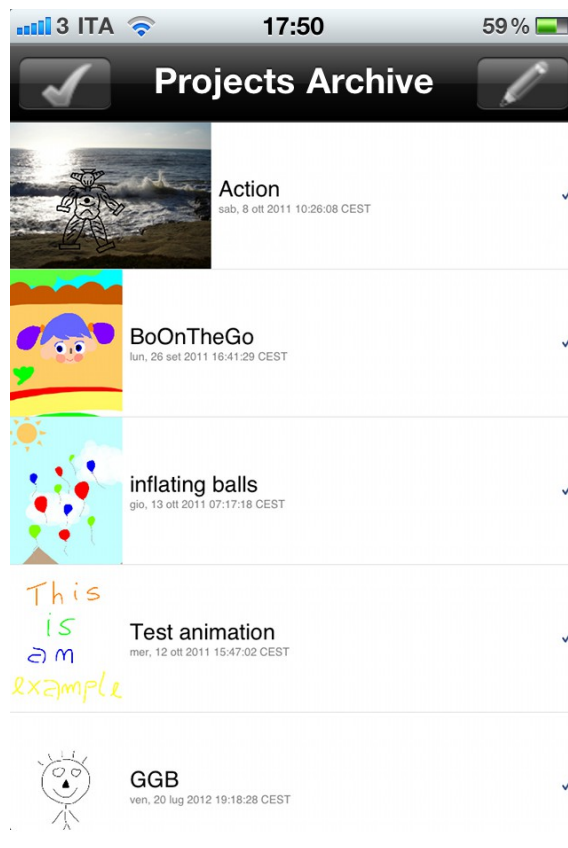 3 ITA 17:50 59 %
Projects Archive
Action
sab, 8 ott 2011 10:26:08 CEST
BoOnTheGo
lun, 26 set 2011 16:41:29 CEST
inflating balls
gio, 13 ott 2011 07:17:18 CEST
This
is
am
example
Test animation
mer, 12 ott 2011 15:47:02 CEST
GGB
ven, 20 lug 2012 19:18:28 CEST